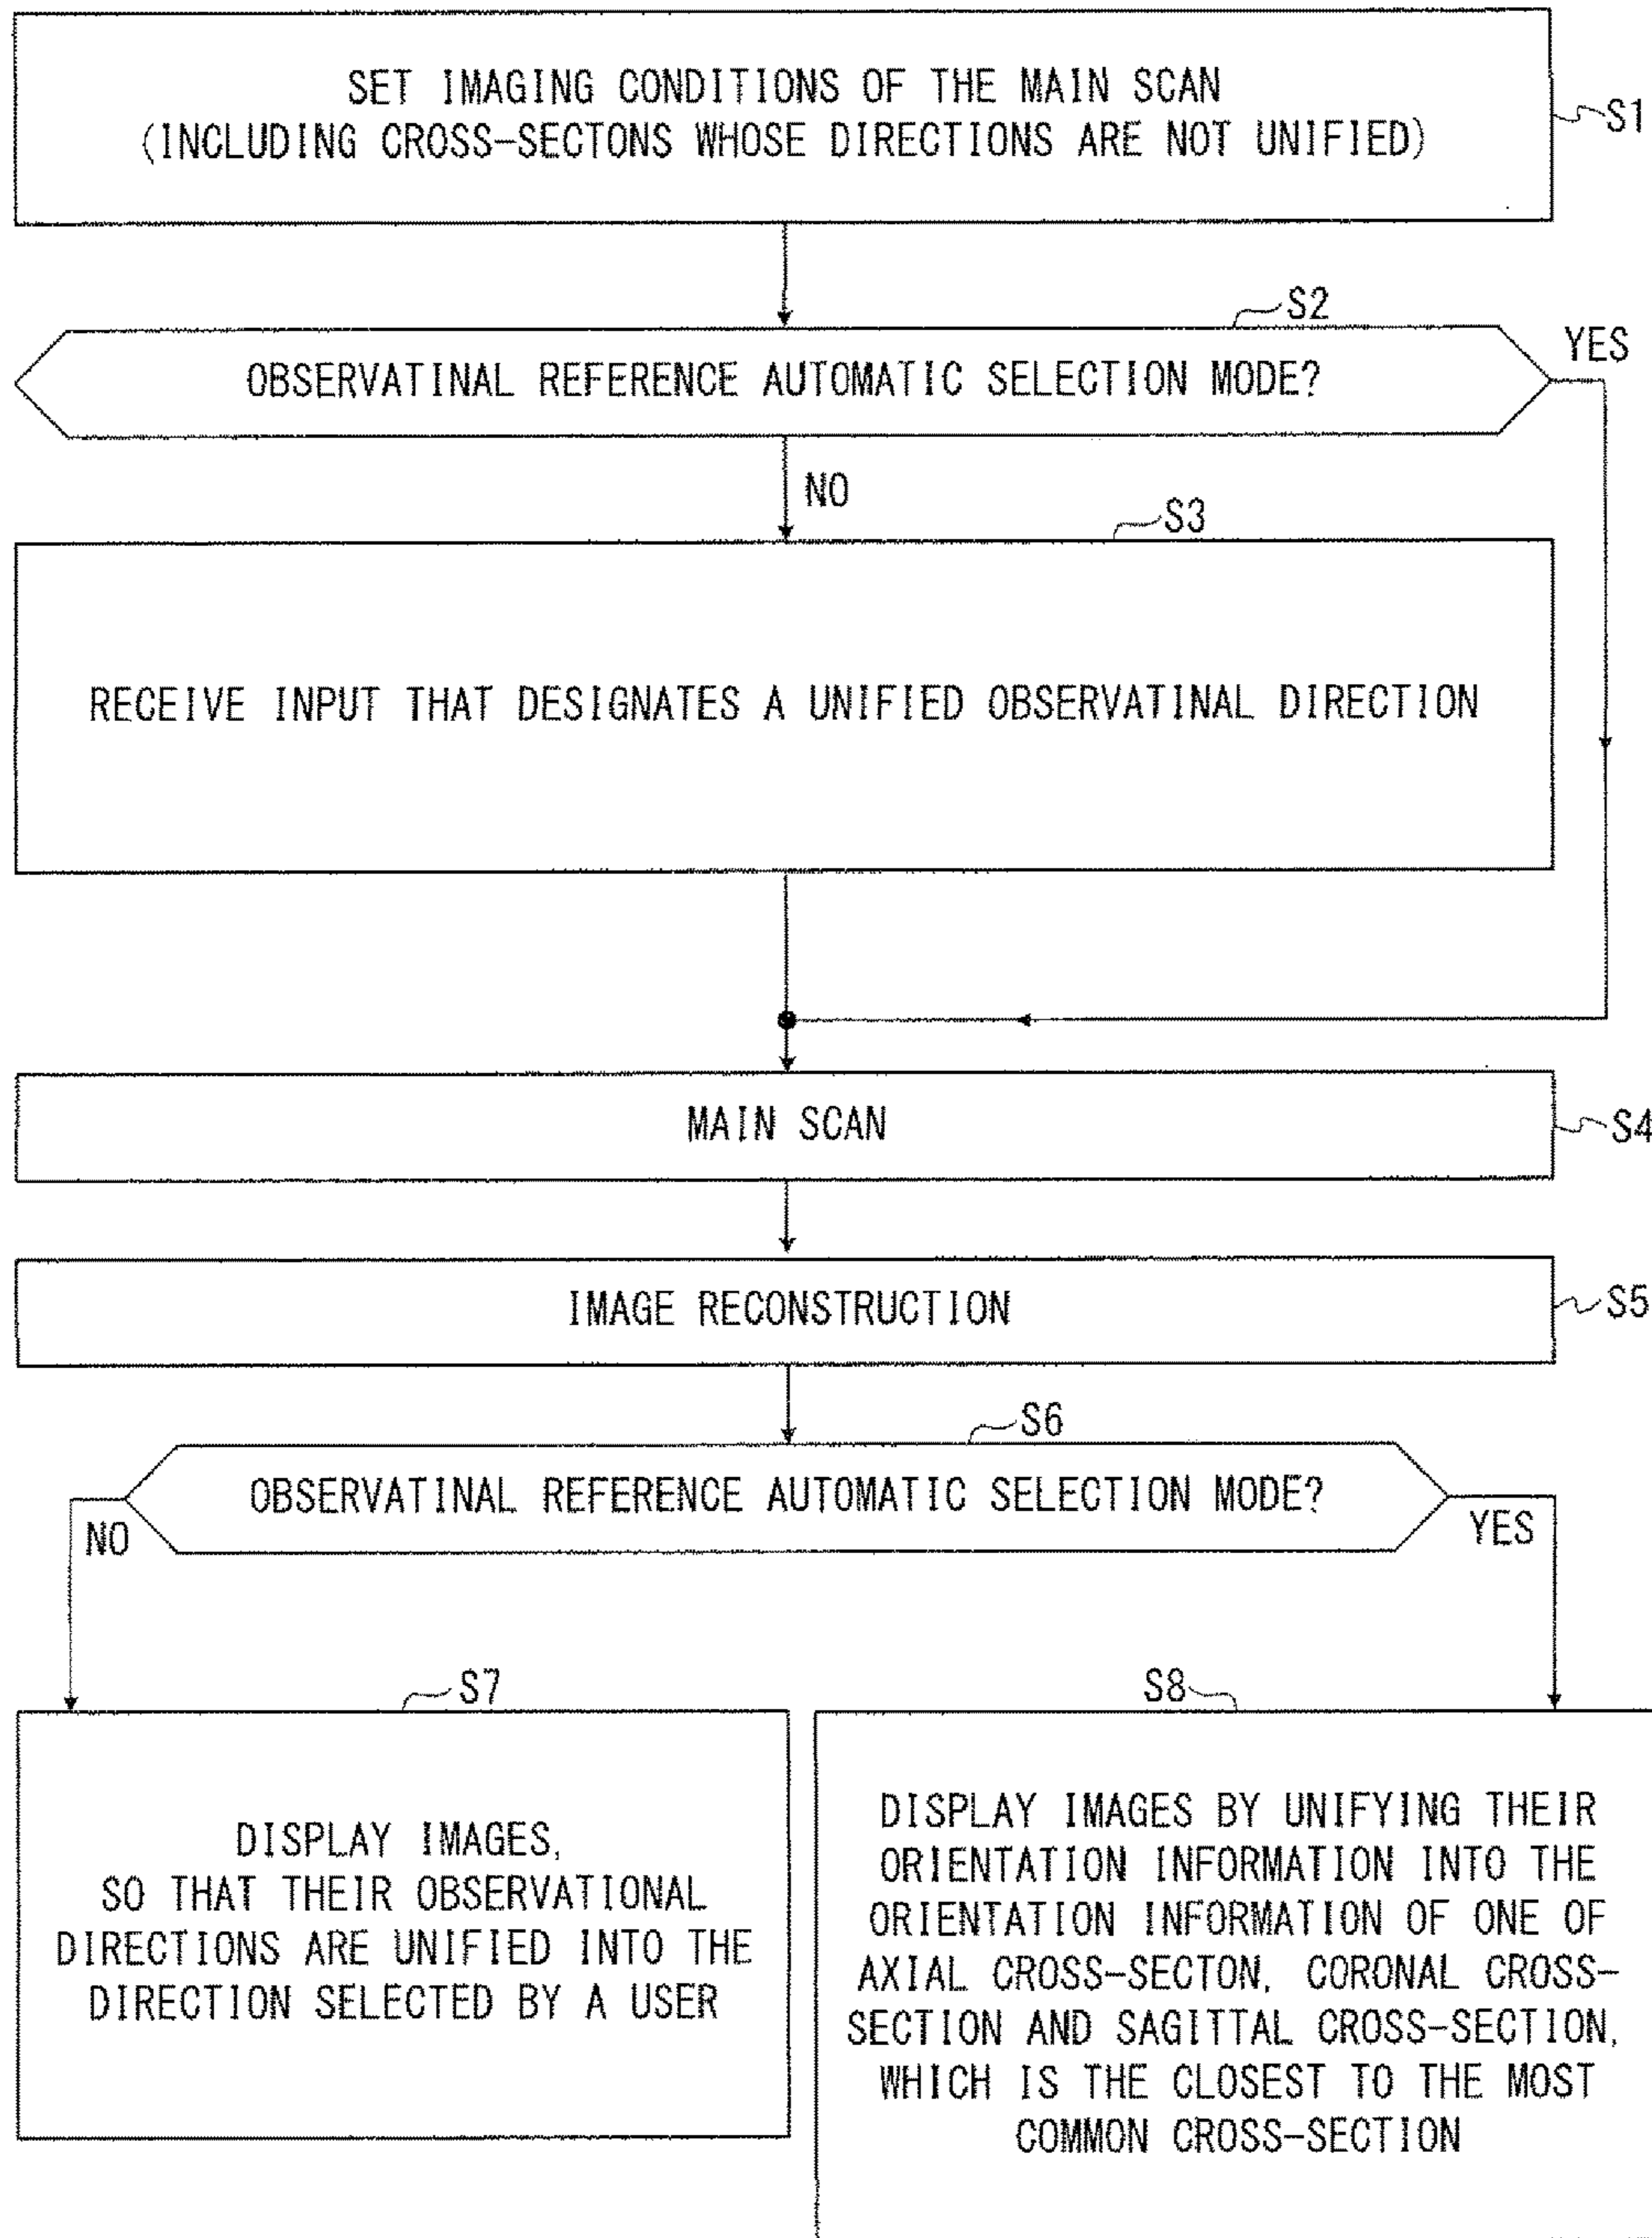 SET IMAGING CONDITIONS OF THE MAIN SCAN
(INCLUDING CROSS-SECTONS WHOSE DIRECTIONS ARE NOT UNIFIED)
S1
S2
OBSERVATINAL REFERENCE AUTOMATIC SELECTION MODE?
YES
NO
S3
RECEIVE INPUT THAT DESIGNATES A UNIFIED OBSERVATINAL DIRECTION
MAIN SCAN
S4
IMAGE RECONSTRUCTION
S5
S6
OBSERVATINAL REFERENCE AUTOMATIC SELECTION MODE?
NO
YES
S7
DISPLAY IMAGES,
SO THAT THEIR OBSERVATIONAL
DIRECTIONS ARE UNIFIED INTO THE
DIRECTION SELECTED BY A USER
S8
DISPLAY IMAGES BY UNIFYING THEIR
ORIENTATION INFORMATION INTO THE
ORIENTATION INFORMATION OF ONE OF
AXIAL CROSS-SECTON, CORONAL CROSS-
SECTION AND SAGITTAL CROSS-SECTION,
WHICH IS THE CLOSEST TO THE MOST
COMMON CROSS-SECTION